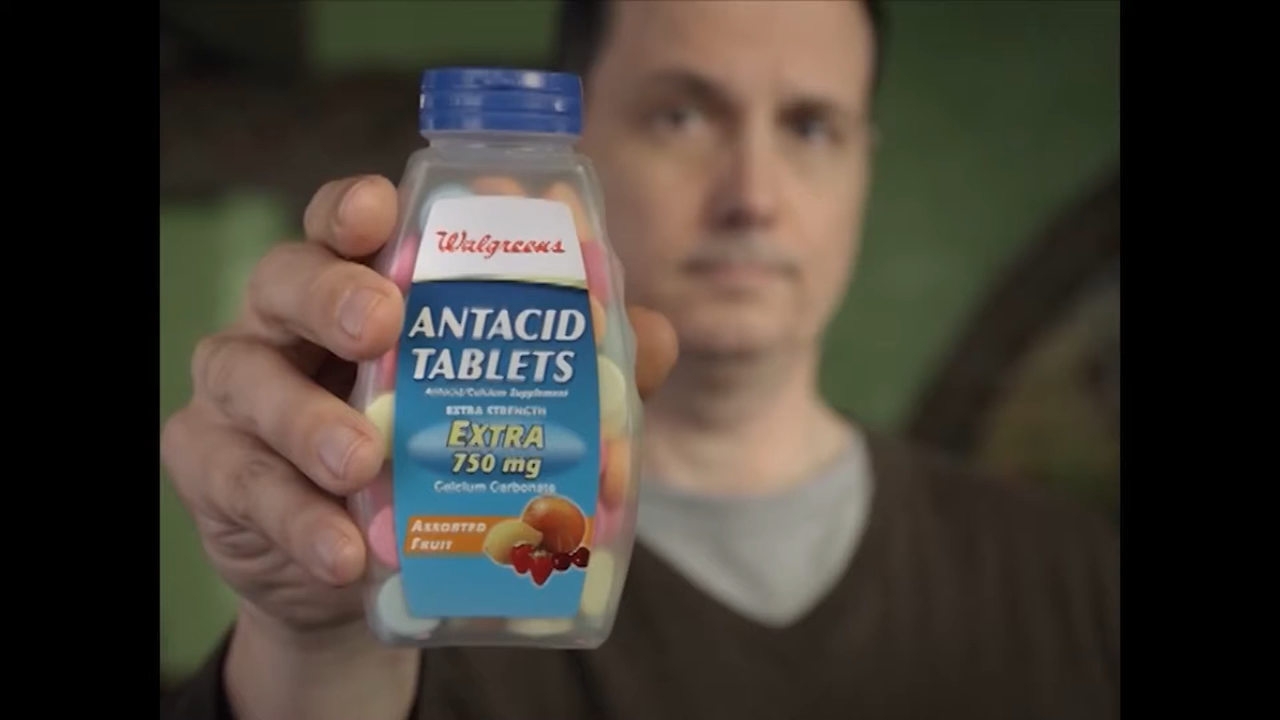 Walgreens
ANTACID
TABLETS
Antacid/Calcium Supplement
EXTRA STRENGTH
EXTRA
750 mg
Calcium Carbonate
ASSORTED
FRUIT